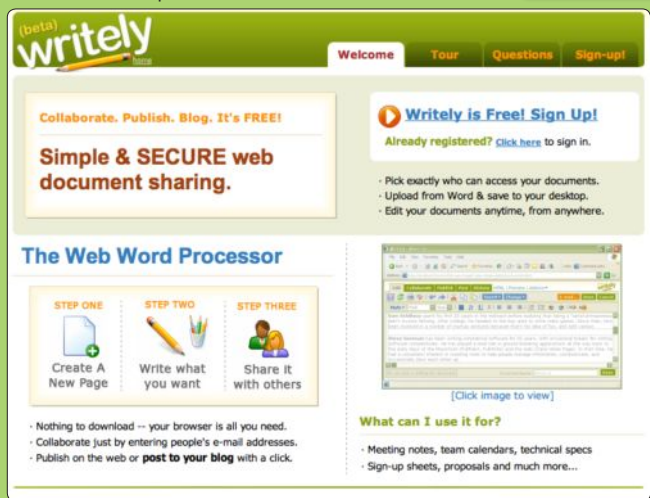 (beta)
writely
home
Welcome
Tour
Questions
Sign-up!
Collaborate. Publish. Blog. It's FREE!
Simple & SECURE web
document sharing.
Writely is Free! Sign Up!
Already registered? Click here to sign in.
· Pick exactly who can access your documents.
· Upload from Word & save to your desktop.
· Edit your documents anytime, from anywhere.
The Web Word Processor
STEP ONE
Create A
New Page
STEP TWO
Write what
you want
STEP THREE
Share it
with others
· Nothing to download -- your browser is all you need.
· Collaborate just by entering people's e-mail addresses.
· Publish on the web or post to your blog with a click.
[Click image to view]
What can I use it for?
· Meeting notes, team calendars, technical specs
· Sign-up sheets, proposals and much more...